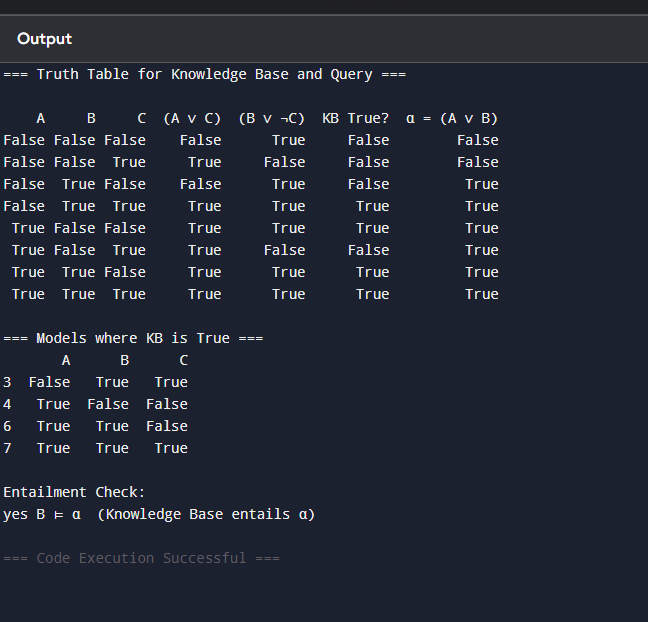 Output
=== Truth Table for Knowledge Base and Query ===
A B C (A v C) (B v ¬C) KB True? α = (A v B)
False False False False True False False
False False True True False False False
False True False False True False True
False True True True True True True
True False False True True True True
True False True True False False True
True True False True True True True
True True True True True True True
=== Models where KB is True ===
A B C
3 False True True
4 True False False
6 True True False
7 True True True
Entailment Check:
yes B ⊨ α (Knowledge Base entails α)
=== Code Execution Successful ===